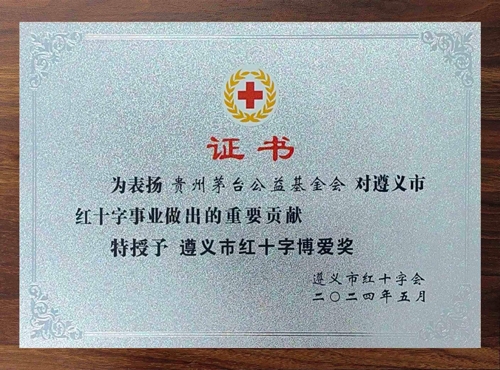 证书
为表扬 贵州茅台公益基金会 对遵义市
红十字事业做出的重要贡献
特授予 遵义市红十字博爱奖
遵义市红十字会
二〇二四年五月